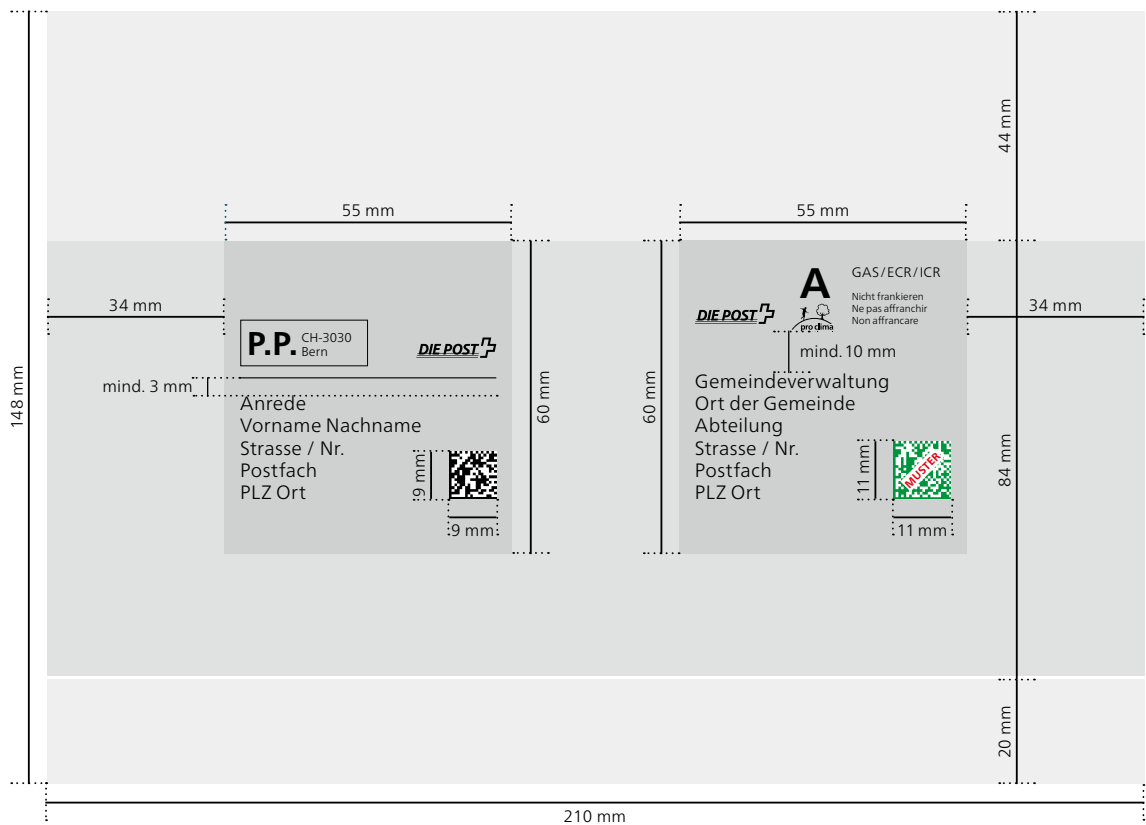 148 mm
44 mm
55 mm
55 mm
34 mm
P.P. CH-3030
Bern
DIE POST
mind. 3 mm
Anrede
Vorname Nachname
Strasse / Nr.
Postfach
PLZ Ort
9 mm
9 mm
60 mm
60 mm
DIE POST
A
pro clima
GAS/ECR/ICR
Nicht frankieren
Ne pas affranchir
Non affrancare
mind. 10 mm
Gemeindeverwaltung
Ort der Gemeinde
Abteilung
Strasse / Nr.
Postfach
PLZ Ort
11 mm
MUSTER
11 mm
34 mm
84 mm
20 mm
210 mm